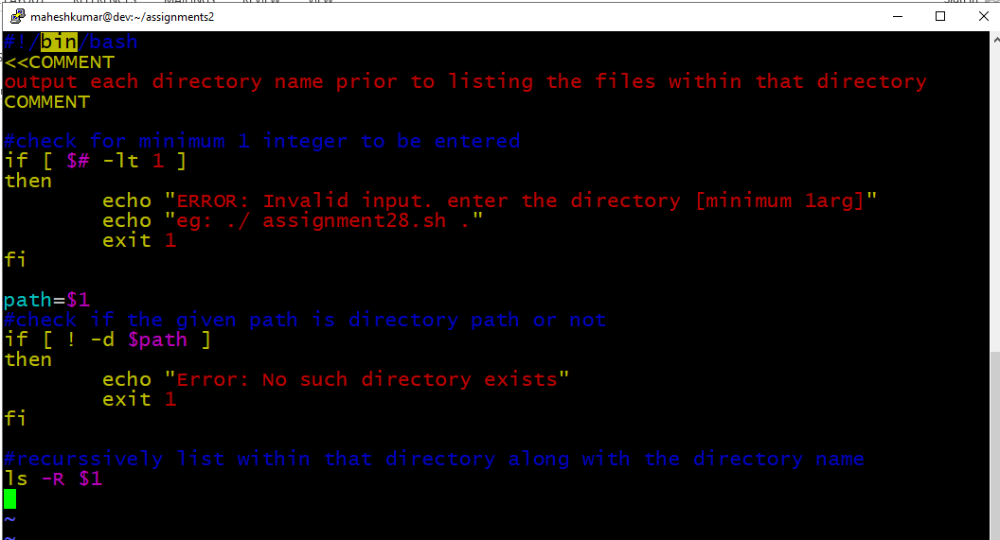 maheshkumar@dev:~/assignments2
#!/bin/bash
<<COMMENT
output each directory name prior to listing the files within that directory
COMMENT

#check for minimum 1 integer to be entered
if [ $# -lt 1 ]
then
        echo "ERROR: Invalid input. enter the directory [minimum 1arg]"
        echo "eg: ./ assignment28.sh ."
        exit 1
fi

path=$1
#check if the given path is directory path or not
if [ ! -d $path ]
then
        echo "Error: No such directory exists"
        exit 1
fi

#recurssively list within that directory along with the directory name
ls -R $1
~
~